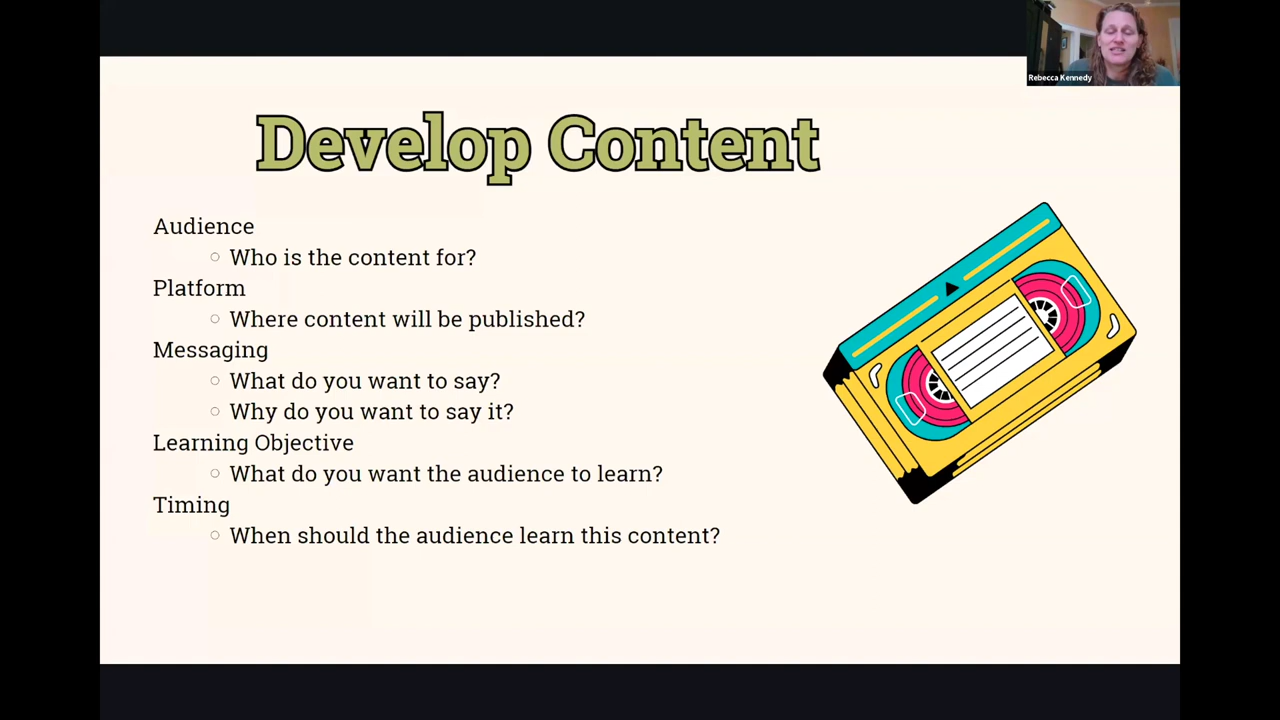 Rebecca Kennedy
Develop Content
Audience
○ Who is the content for?
Platform
○ Where content will be published?
Messaging
○ What do you want to say?
○ Why do you want to say it?
Learning Objective
○ What do you want the audience to learn?
Timing
○ When should the audience learn this content?